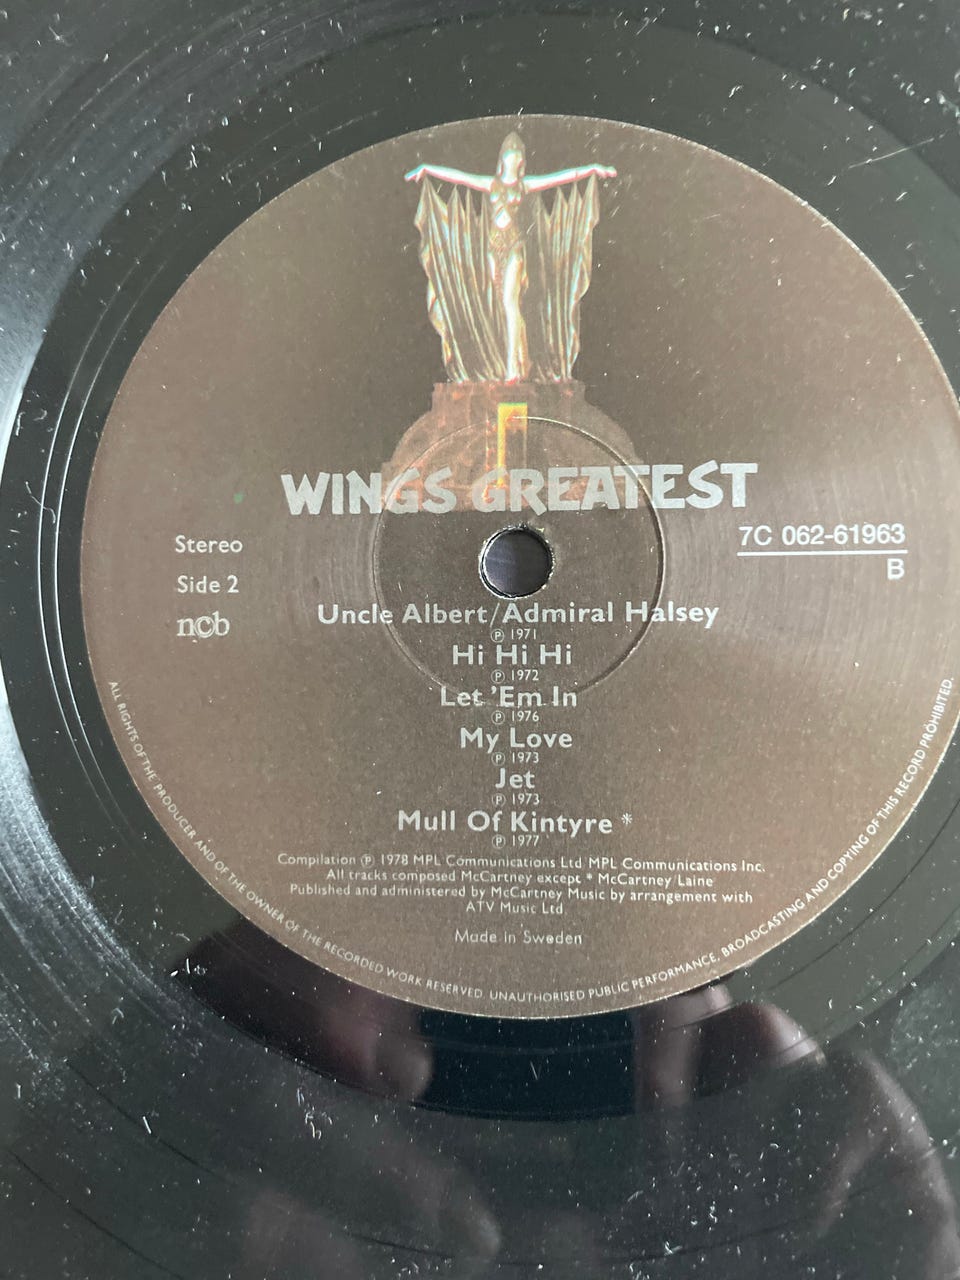 WINGS GREATEST
Stereo
Side 2
n©b
7C 062-61963
B
Uncle Albert/Admiral Halsey
℗ 1971
Hi Hi Hi
℗ 1972
Let 'Em In
℗ 1976
My Love
℗ 1973
Jet
℗ 1973
Mull Of Kintyre *
℗ 1977
Compilation ℗ 1978 MPL Communications Ltd MPL Communications Inc.
All tracks composed McCartney except * McCartney Laine
Published and administered by McCartney Music by arrangement with
ATV Music Ltd
Made in Sweden
ALL RIGHTS OF THE PRODUCER AND OF THE OWNER OF THE RECORDED WORK RESERVED. UNAUTHORISED PUBLIC PERFORMANCE, BROADCASTING AND COPYING OF THIS RECORD PROHIBITED.